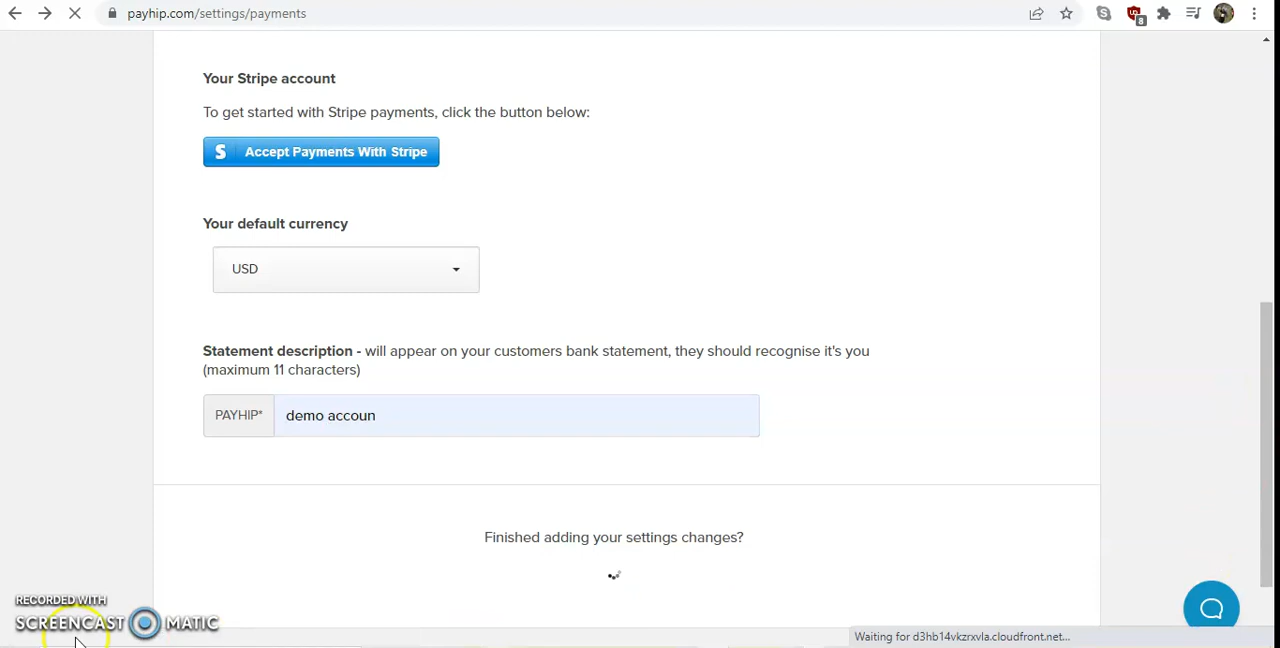 payhip.com/settings/payments
8
Your Stripe account
To get started with Stripe payments, click the button below:
S Accept Payments With Stripe
Your default currency
USD
Statement description - will appear on your customers bank statement, they should recognise it's you
(maximum 11 characters)
PAYHIP* demo accoun
Finished adding your settings changes?
RECORDED WITH
SCREENCAST MATIC
Waiting for d3hb14vkzrxvla.cloudfront.net...